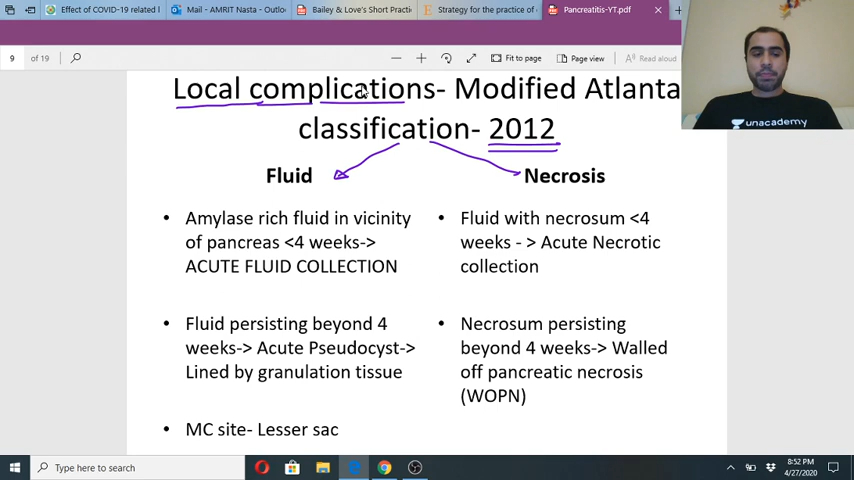 Effect of COVID-19 related l
Mail - AMRIT Nasta - Outlo
Bailey & Love's Short Practi
Strategy for the practice of
Pancreatitis-YT.pdf
9 of 19
Fit to page
Page view
Read aloud
Local complications- Modified Atlanta
classification- 2012
unacademy
Fluid
Necrosis
• Amylase rich fluid in vicinity
of pancreas <4 weeks->
ACUTE FLUID COLLECTION
• Fluid persisting beyond 4
weeks-> Acute Pseudocyst->
Lined by granulation tissue
• MC site- Lesser sac
• Fluid with necrosum <4
weeks - > Acute Necrotic
collection
• Necrosum persisting
beyond 4 weeks-> Walled
off pancreatic necrosis
(WOPN)
Type here to search
8:52 PM
4/27/2020